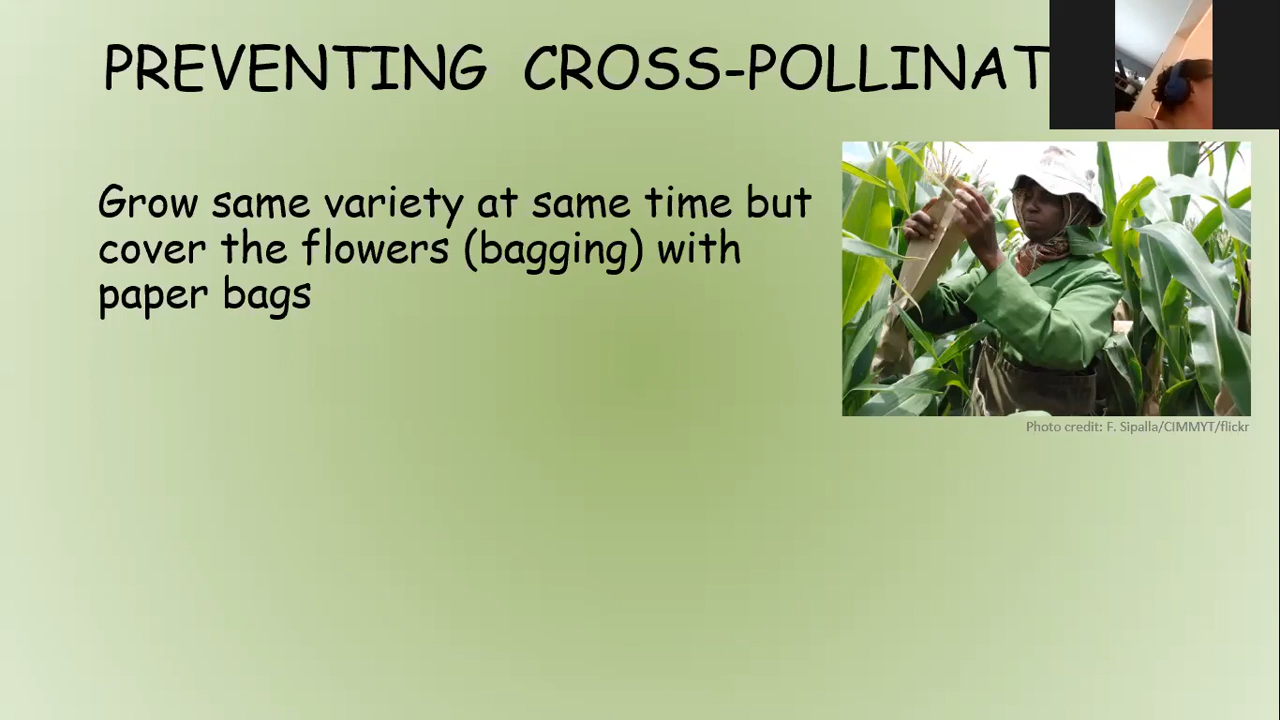 PREVENTING CROSS-POLLINAT
Grow same variety at same time but
cover the flowers (bagging) with
paper bags
Photo credit: F. Sipalla/CIMMYT/flickr